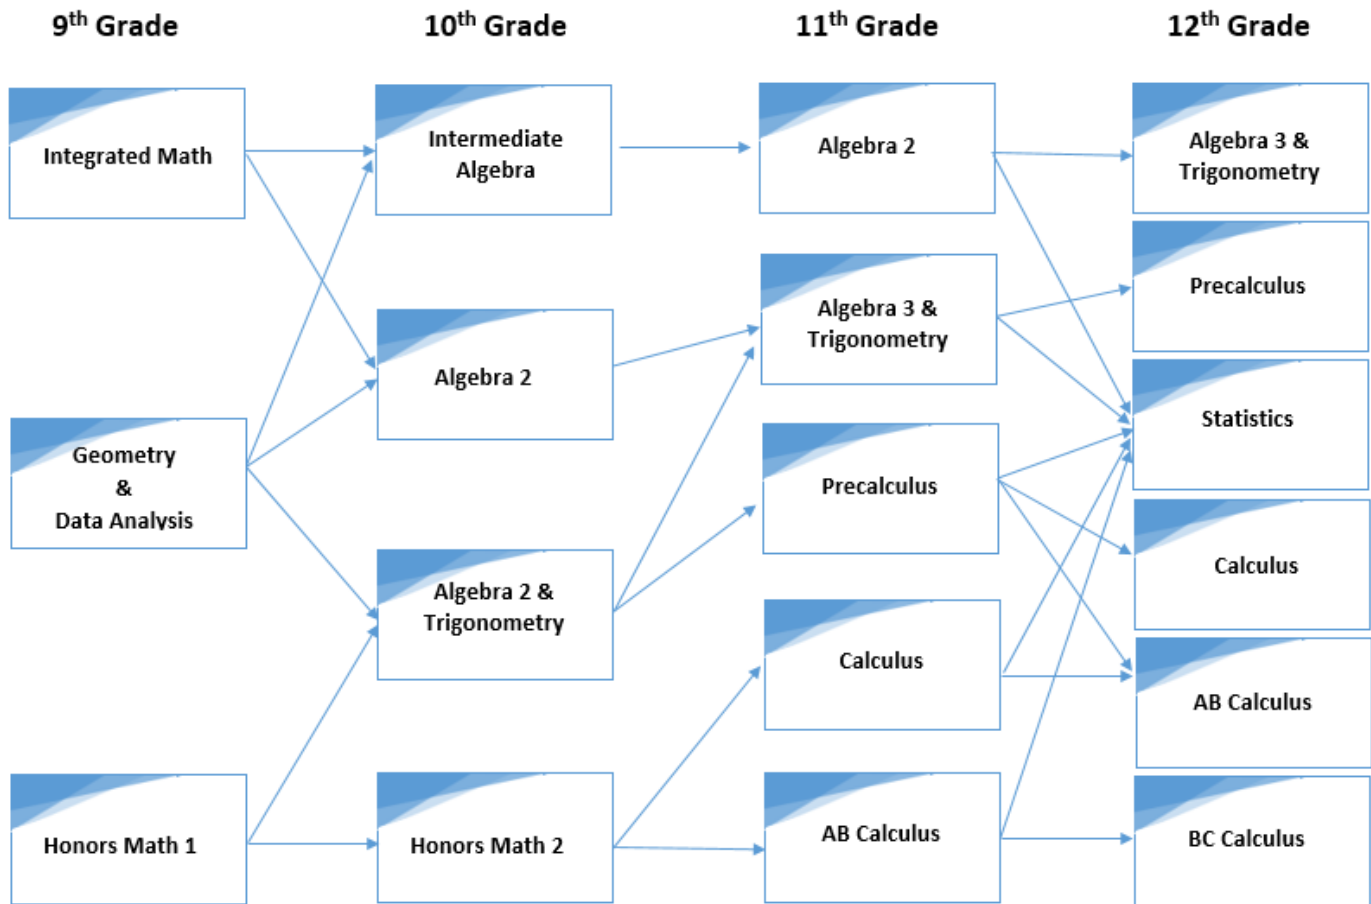 9th Grade
10th Grade
11th Grade
12th Grade
Integrated Math
Intermediate
Algebra
Algebra 2
Algebra 3 &
Trigonometry
Precalculus
Algebra 2
Algebra 3 &
Trigonometry
Statistics
Geometry
&
Data Analysis
Precalculus
Algebra 2 &
Trigonometry
Calculus
Calculus
AB Calculus
Honors Math 1
Honors Math 2
AB Calculus
BC Calculus